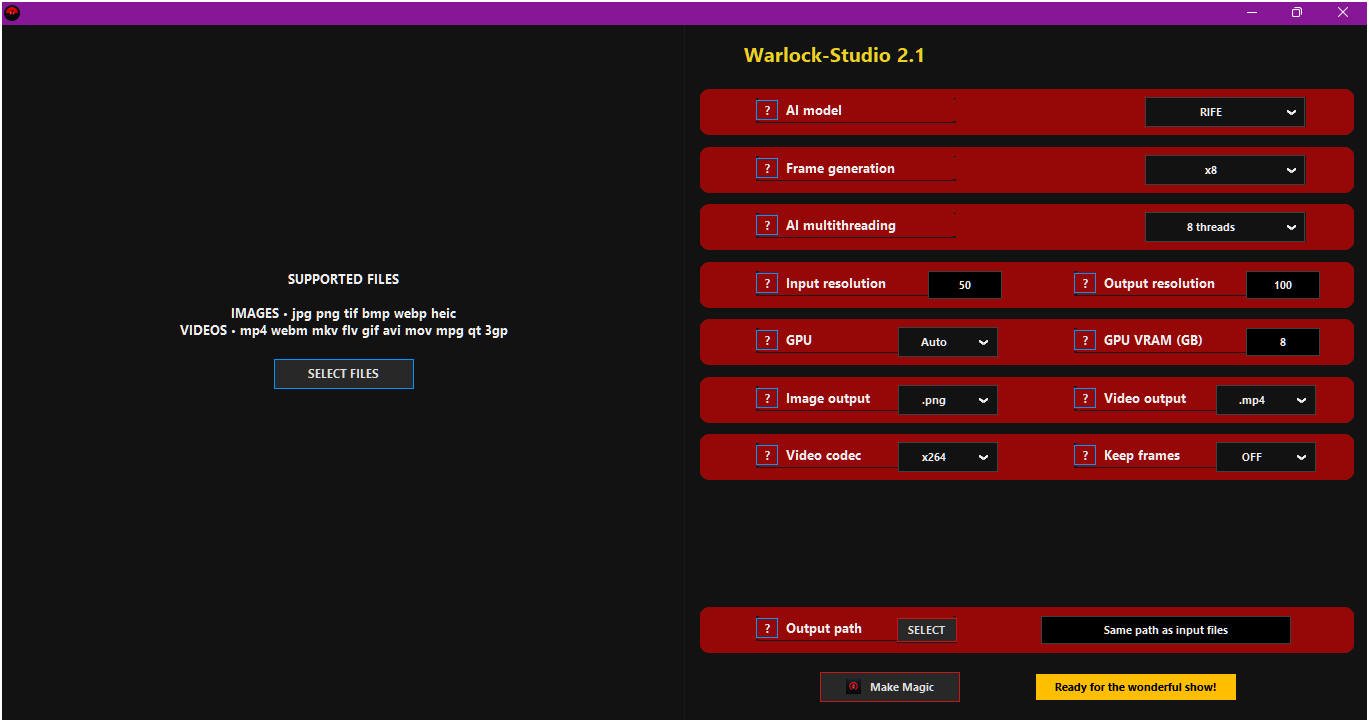 SUPPORTED FILES
IMAGES • jpg png tif bmp webp heic
VIDEOS • mp4 webm mkv flv gif avi mov mpg qt 3gp
SELECT FILES
Warlock-Studio 2.1
? AI model RIFE
? Frame generation x8
? AI multithreading 8 threads
? Input resolution 50 ? Output resolution 100
? GPU Auto ? GPU VRAM (GB) 8
? Image output .png ? Video output .mp4
? Video codec x264 ? Keep frames OFF
? Output path SELECT Same path as input files
Make Magic Ready for the wonderful show!